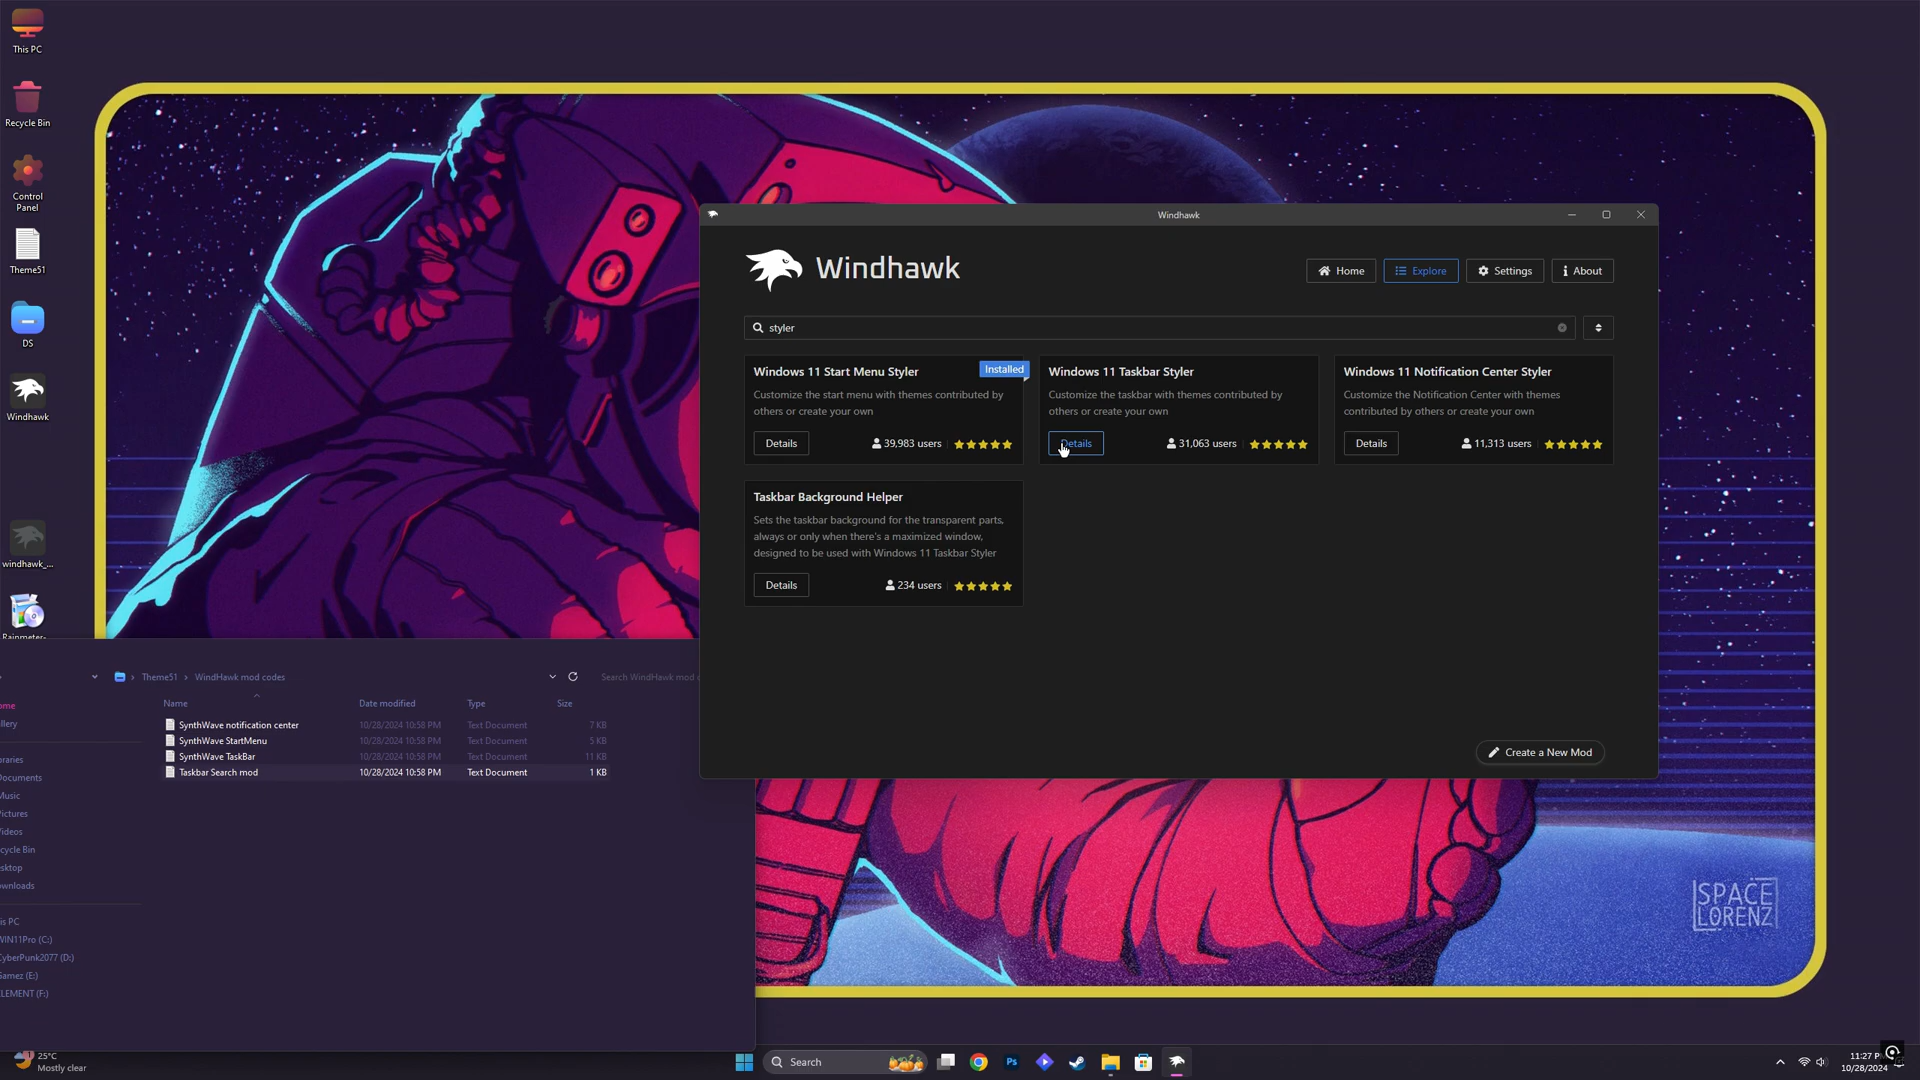 This PC
Recycle Bin
Control
Panel
Theme51
DS
Windhawk
windhawk_...
Rainmeter-
Windhawk
Windhawk
Home
Explore
Settings
About
styler
Windows 11 Start Menu Styler
Installed
Customize the start menu with themes contributed by
others or create your own
Details
39,983 users
Windows 11 Taskbar Styler
Customize the taskbar with themes contributed by
others or create your own
Details
31,063 users
Windows 11 Notification Center Styler
Customize the Notification Center with themes
contributed by others or create your own
Details
11,313 users
Taskbar Background Helper
Sets the taskbar background for the transparent parts,
always or only when there's a maximized window,
designed to be used with Windows 11 Taskbar Styler
Details
234 users
Create a New Mod
Theme51 > WindHawk mod codes
Search WindHawk mod
Name Date modified Type Size
SynthWave notification center 10/28/2024 10:58 PM Text Document 7 KB
SynthWave StartMenu 10/28/2024 10:58 PM Text Document 5 KB
SynthWave TaskBar 10/28/2024 10:58 PM Text Document 11 KB
Taskbar Search mod 10/28/2024 10:58 PM Text Document 1 KB
ome
llery
braries
Documents
Music
Pictures
Videos
cycle Bin
sktop
ownloads
is PC
WIN11Pro (C:)
CyberPunk2077 (D:)
Gamez (E:)
ELEMENT (F:)
SPACE
LORENZ
25°C
Mostly clear
Search
Ps
11:27 P
10/28/2024